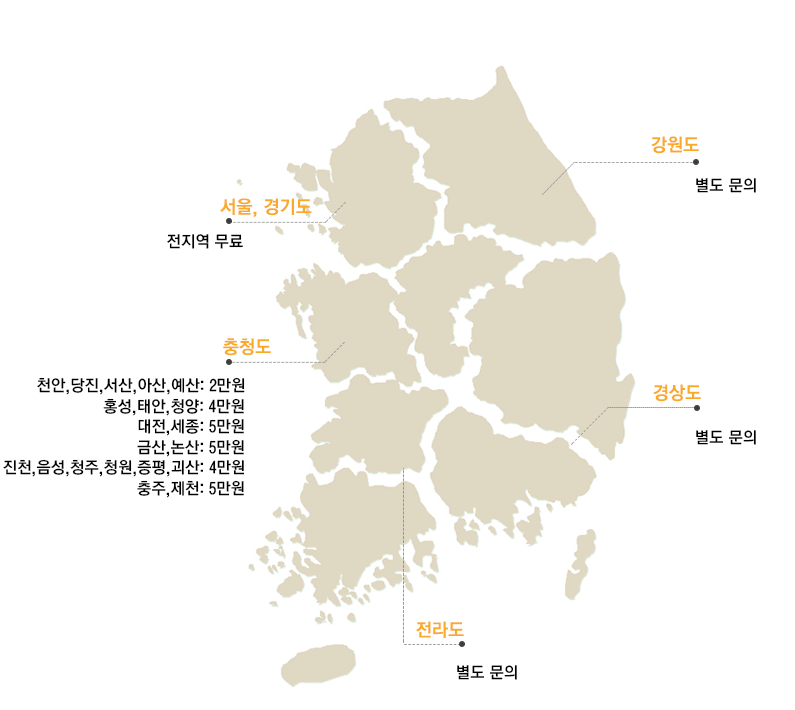 강원도
별도 문의
서울, 경기도
전지역 무료
충청도
천안,당진,서산,아산,예산: 2만원
홍성,태안,청양: 4만원
대전,세종: 5만원
금산,논산: 5만원
진천,음성,청주,청원,증평,괴산: 4만원
충주,제천: 5만원
경상도
별도 문의
전라도
별도 문의